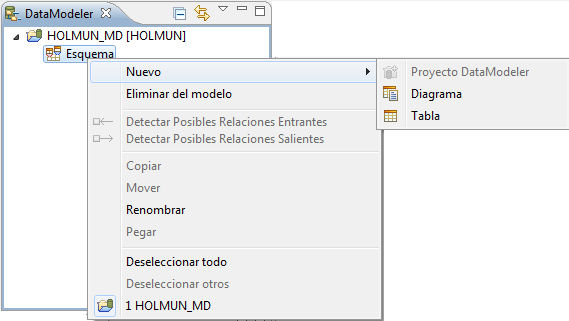 DataModeler
HOLMUN_MD [HOLMUN]
Esquema
Nuevo
Eliminar del modelo
Detectar Posibles Relaciones Entrantes
Detectar Posibles Relaciones Salientes
Copiar
Mover
Renombrar
Pegar
Deseleccionar todo
Deseleccionar otros
1 HOLMUN_MD
Proyecto DataModeler
Diagrama
Tabla